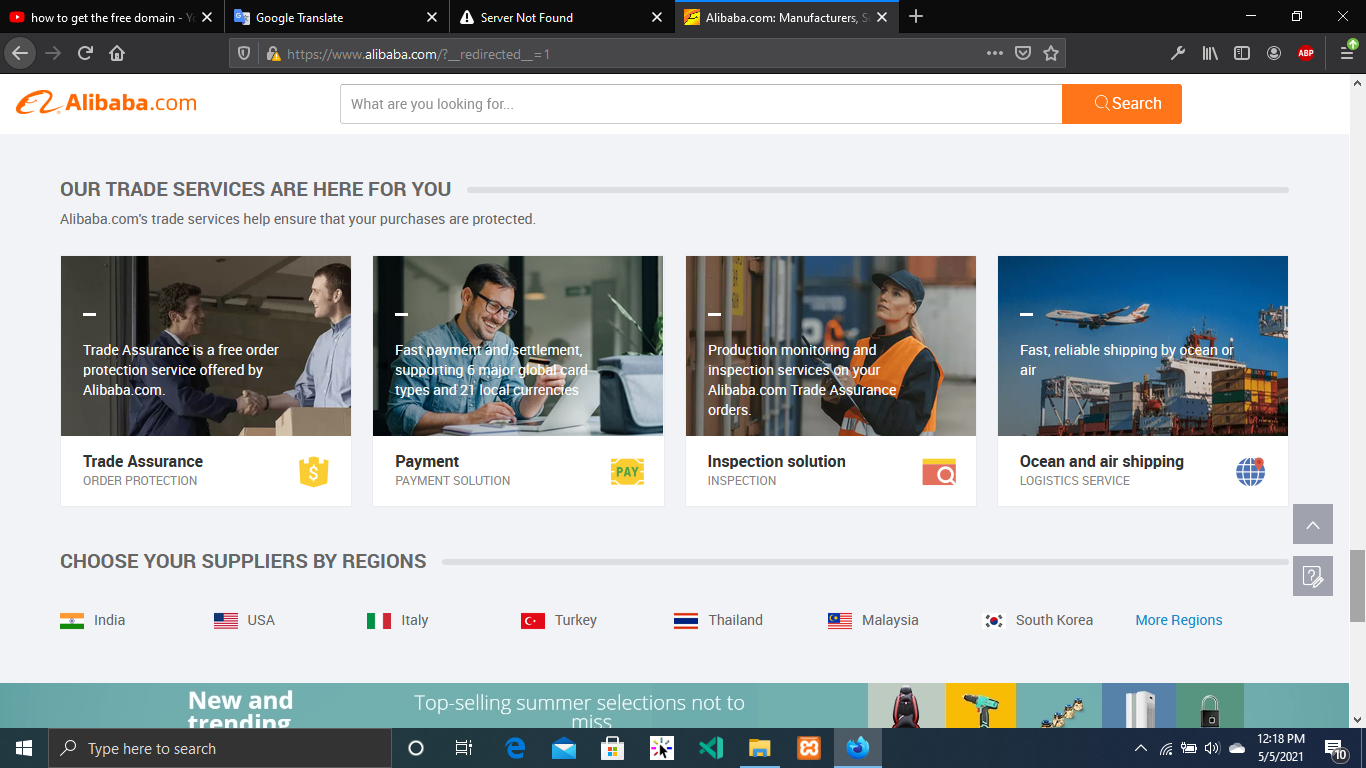 how to get the free domain - Yo
Google Translate
Server Not Found
Alibaba.com: Manufacturers, S
https://www.alibaba.com/?__redirected__=1
ABP
Alibaba.com
What are you looking for...
Search
OUR TRADE SERVICES ARE HERE FOR YOU
Alibaba.com's trade services help ensure that your purchases are protected.
Trade Assurance is a free order
protection service offered by
Alibaba.com.
Trade Assurance
ORDER PROTECTION
Fast payment and settlement,
supporting 6 major global card
types and 21 local currencies
Payment
PAYMENT SOLUTION
PAY
Production monitoring and
inspection services on your
Alibaba.com Trade Assurance
orders.
Inspection solution
INSPECTION
Fast, reliable shipping by ocean or
air
Ocean and air shipping
LOGISTICS SERVICE
CHOOSE YOUR SUPPLIERS BY REGIONS
India
USA
Italy
Turkey
Thailand
Malaysia
South Korea
More Regions
New and
trending
Top-selling summer selections not to
miss
Type here to search
12:18 PM
5/5/2021
10